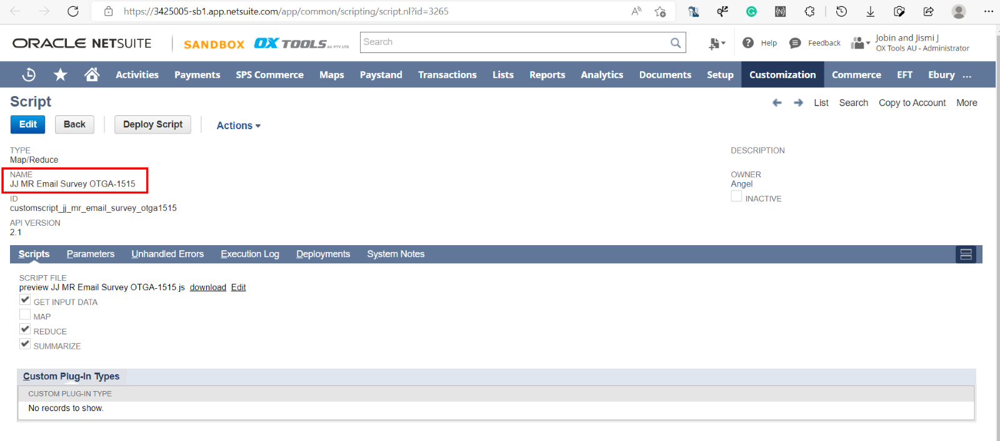 https://3425005-sb1.app.netsuite.com/app/common/scripting/script.nl?id=3265
ORACLE NETSUITE
SANDBOX
OX TOOLS AU PTY LTD
Search
Help
Feedback
Jobin and Jismi J
OX Tools AU - Administrator
Activities Payments SPS Commerce Maps Paystand Transactions Lists Reports Analytics Documents Setup Customization Commerce EFT Ebury ...
Script
List Search Copy to Account More
Edit Back Deploy Script Actions
TYPE
Map/Reduce
NAME
JJ MR Email Survey OTGA-1515
ID
customscript_jj_mr_email_survey_otga1515
API VERSION
2.1
DESCRIPTION
OWNER
Angel
INACTIVE
Scripts Parameters Unhandled Errors Execution Log Deployments System Notes
SCRIPT FILE
preview JJ MR Email Survey OTGA-1515.js download Edit
GET INPUT DATA
MAP
REDUCE
SUMMARIZE
Custom Plug-In Types
CUSTOM PLUG-IN TYPE
No records to show.